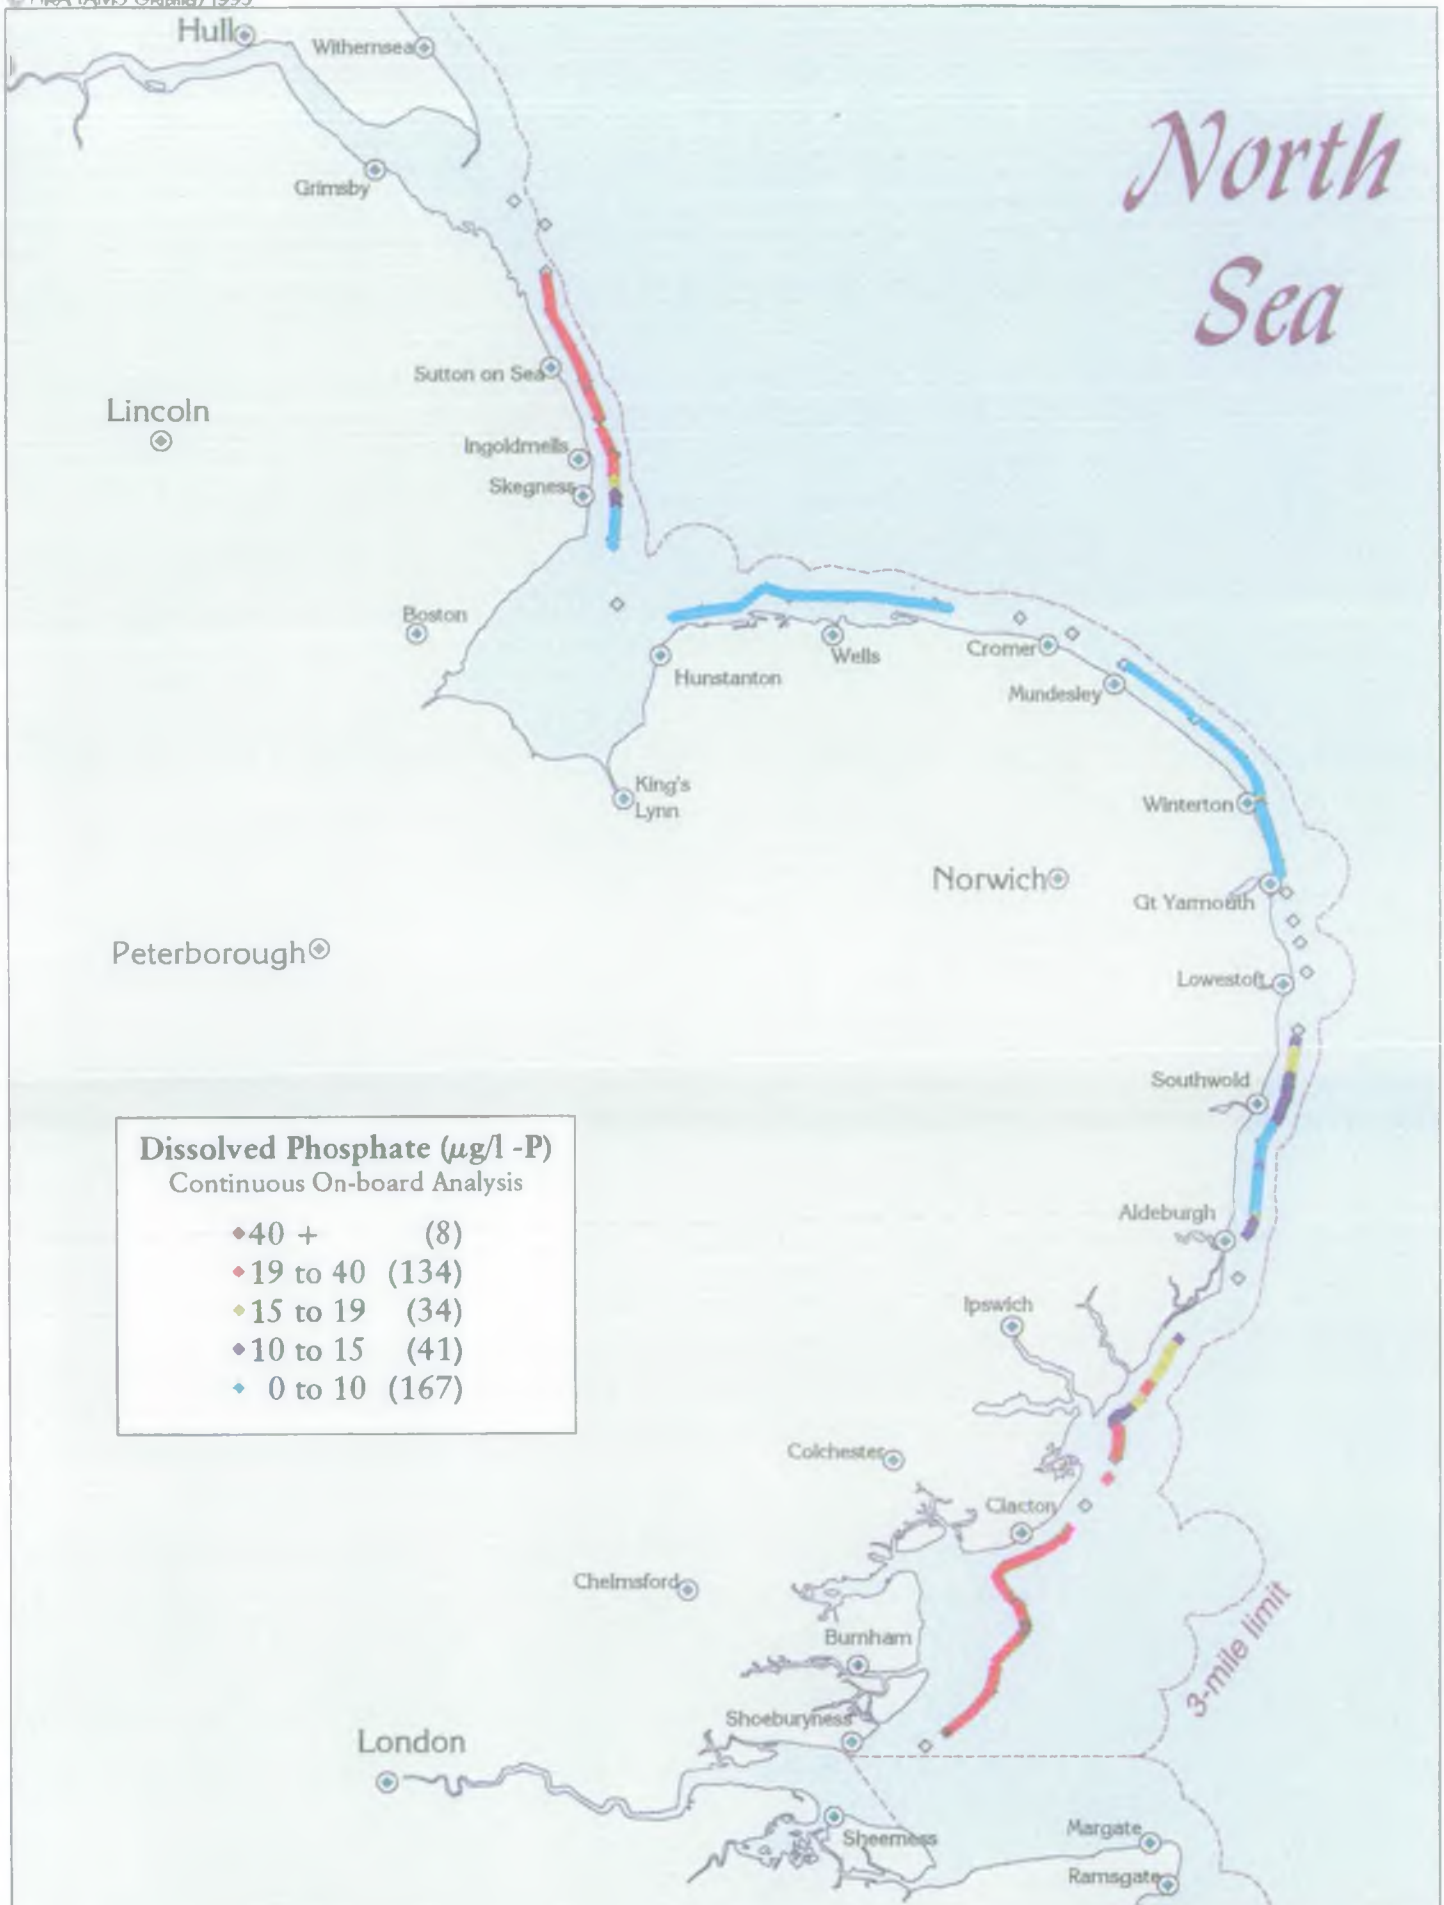 Hull
Withernsea
Grimsby
North
Sea
Sutton on Sea
Lincoln
Ingoldmells
Skegness
Boston
Wells
Cromer
Hunstanton
Mundesley
King's
Lynn
Winterton
Norwich
Gt Yarmouth
Peterborough
Lowestoft
Southwold
Dissolved Phosphate (µg/l -P)
Continuous On-board Analysis
40 + (8)
19 to 40 (134)
15 to 19 (34)
10 to 15 (41)
0 to 10 (167)
Aldeburgh
Ipswich
Colchester
Clacton
Chelmsford
Burnham
3-mile limit
Shoeburyness
London
Sheerness
Margate
Ramsgate